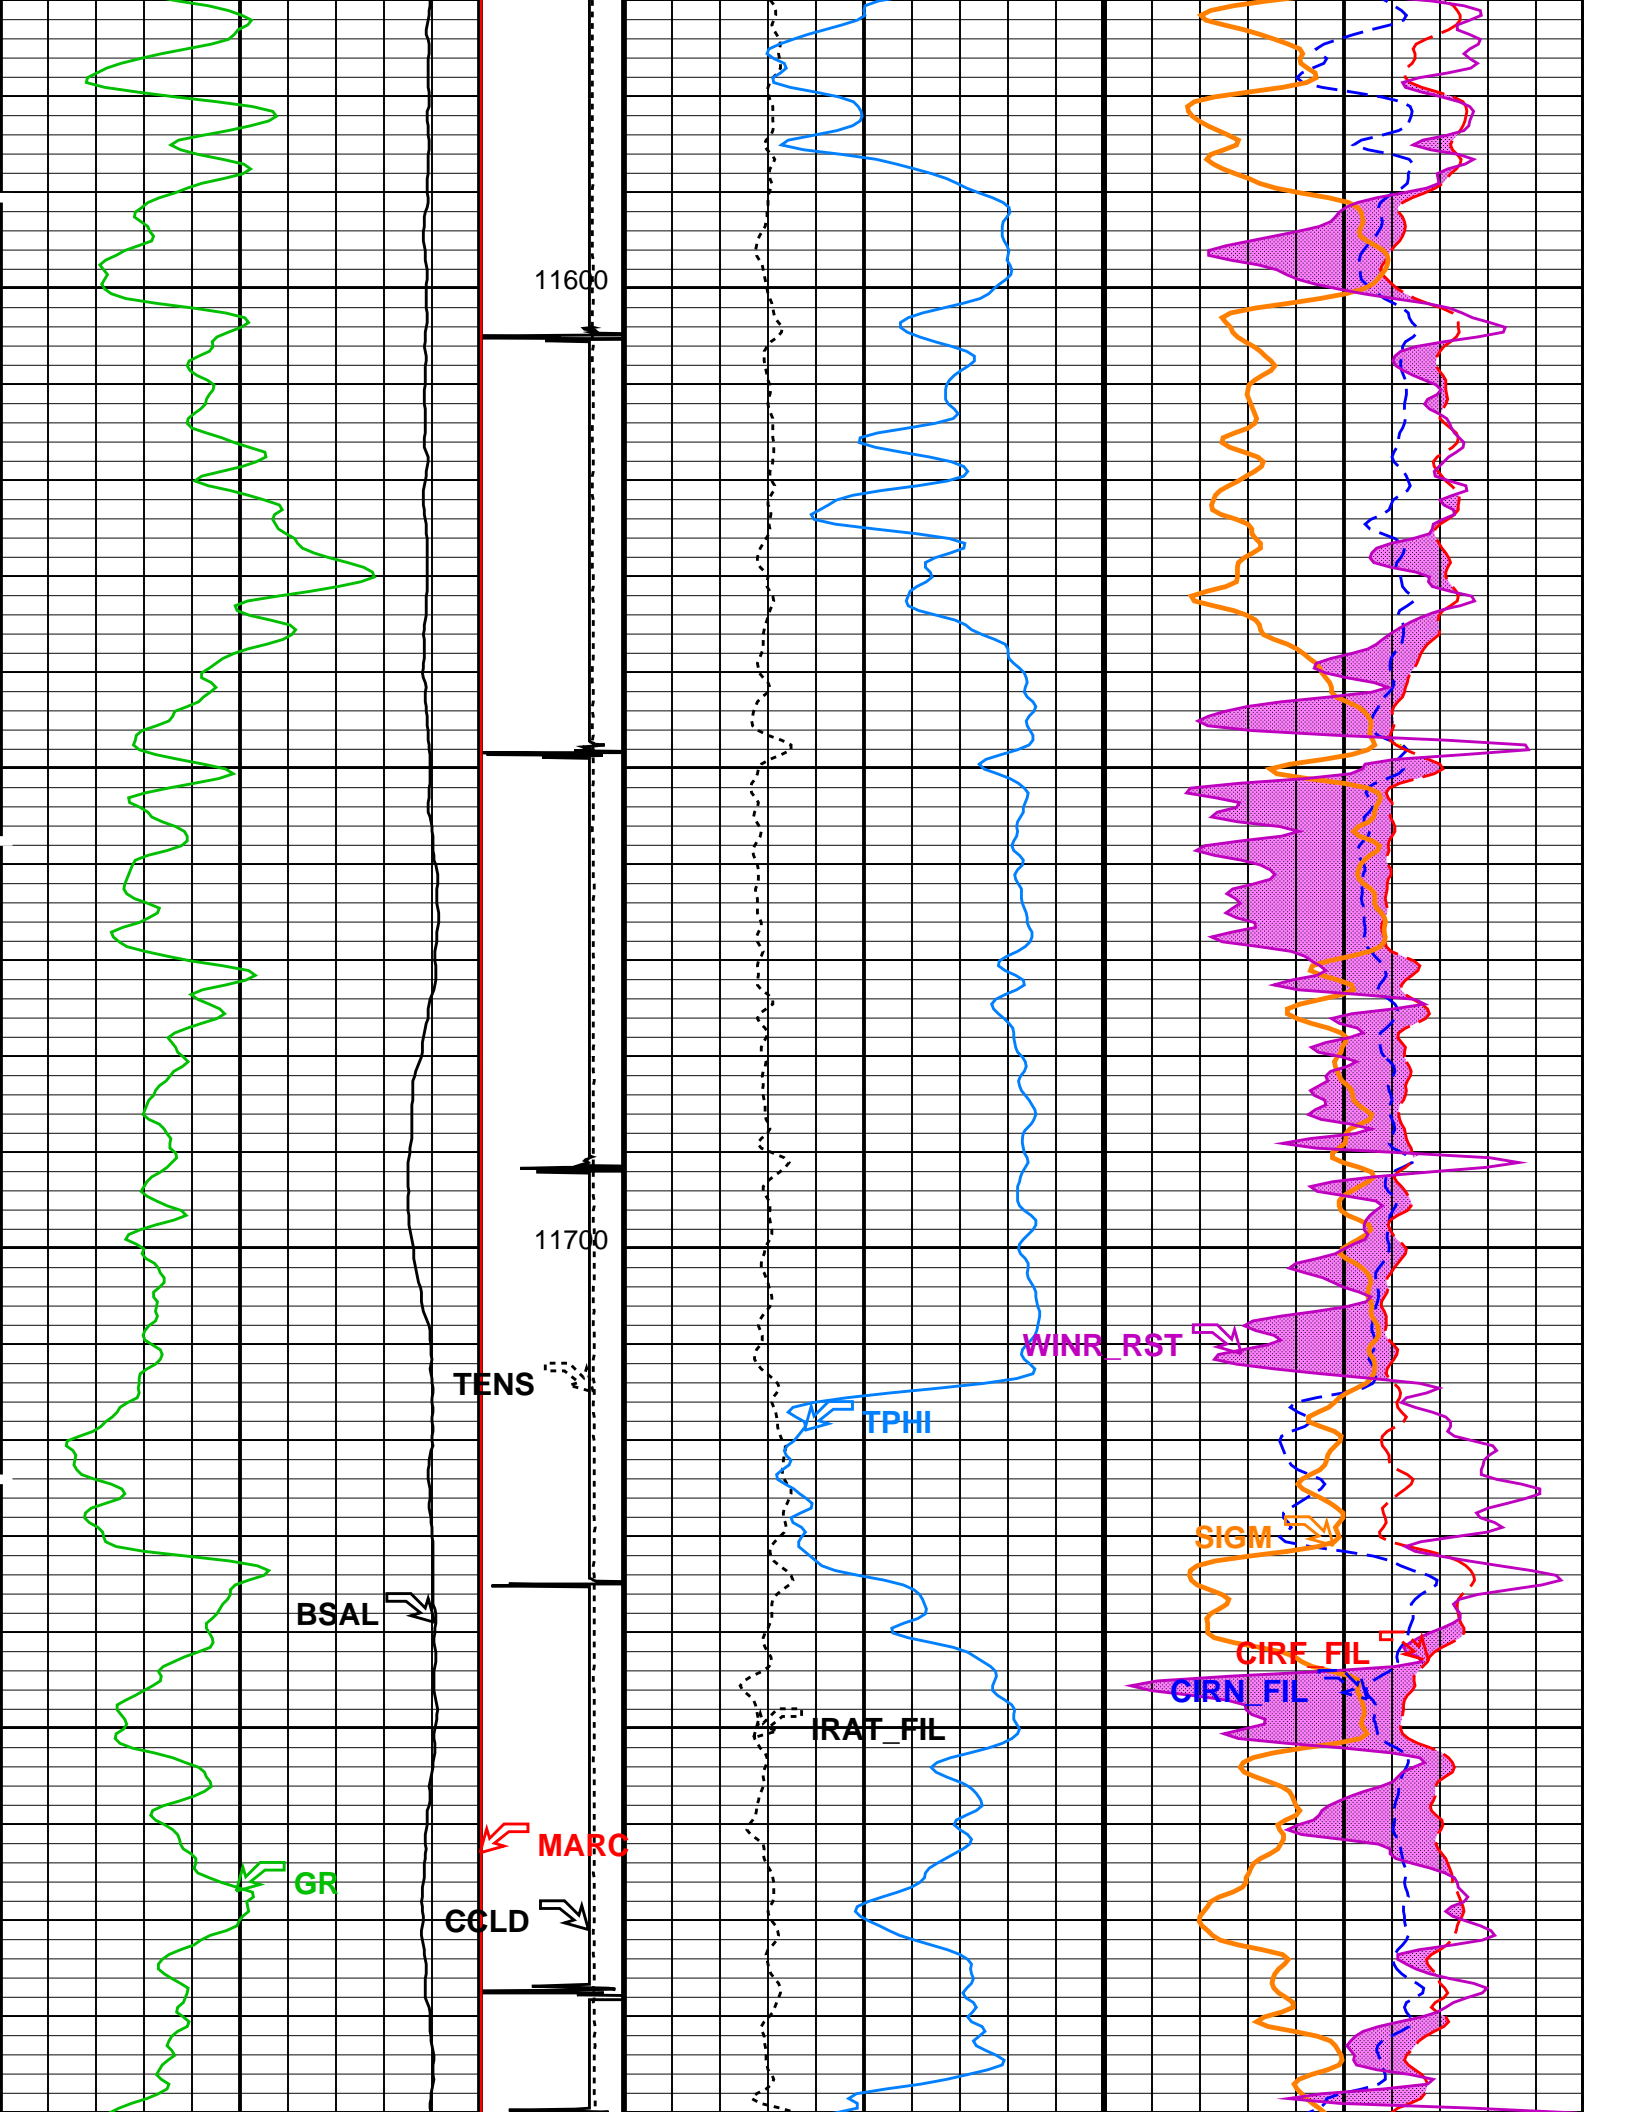 11600
11700
WINR_RST
TENS
TPHI
SIGM
BSAL
CIRF_FIL
CIRN_FIL
IRAT_FIL
MARC
GR
CCLD